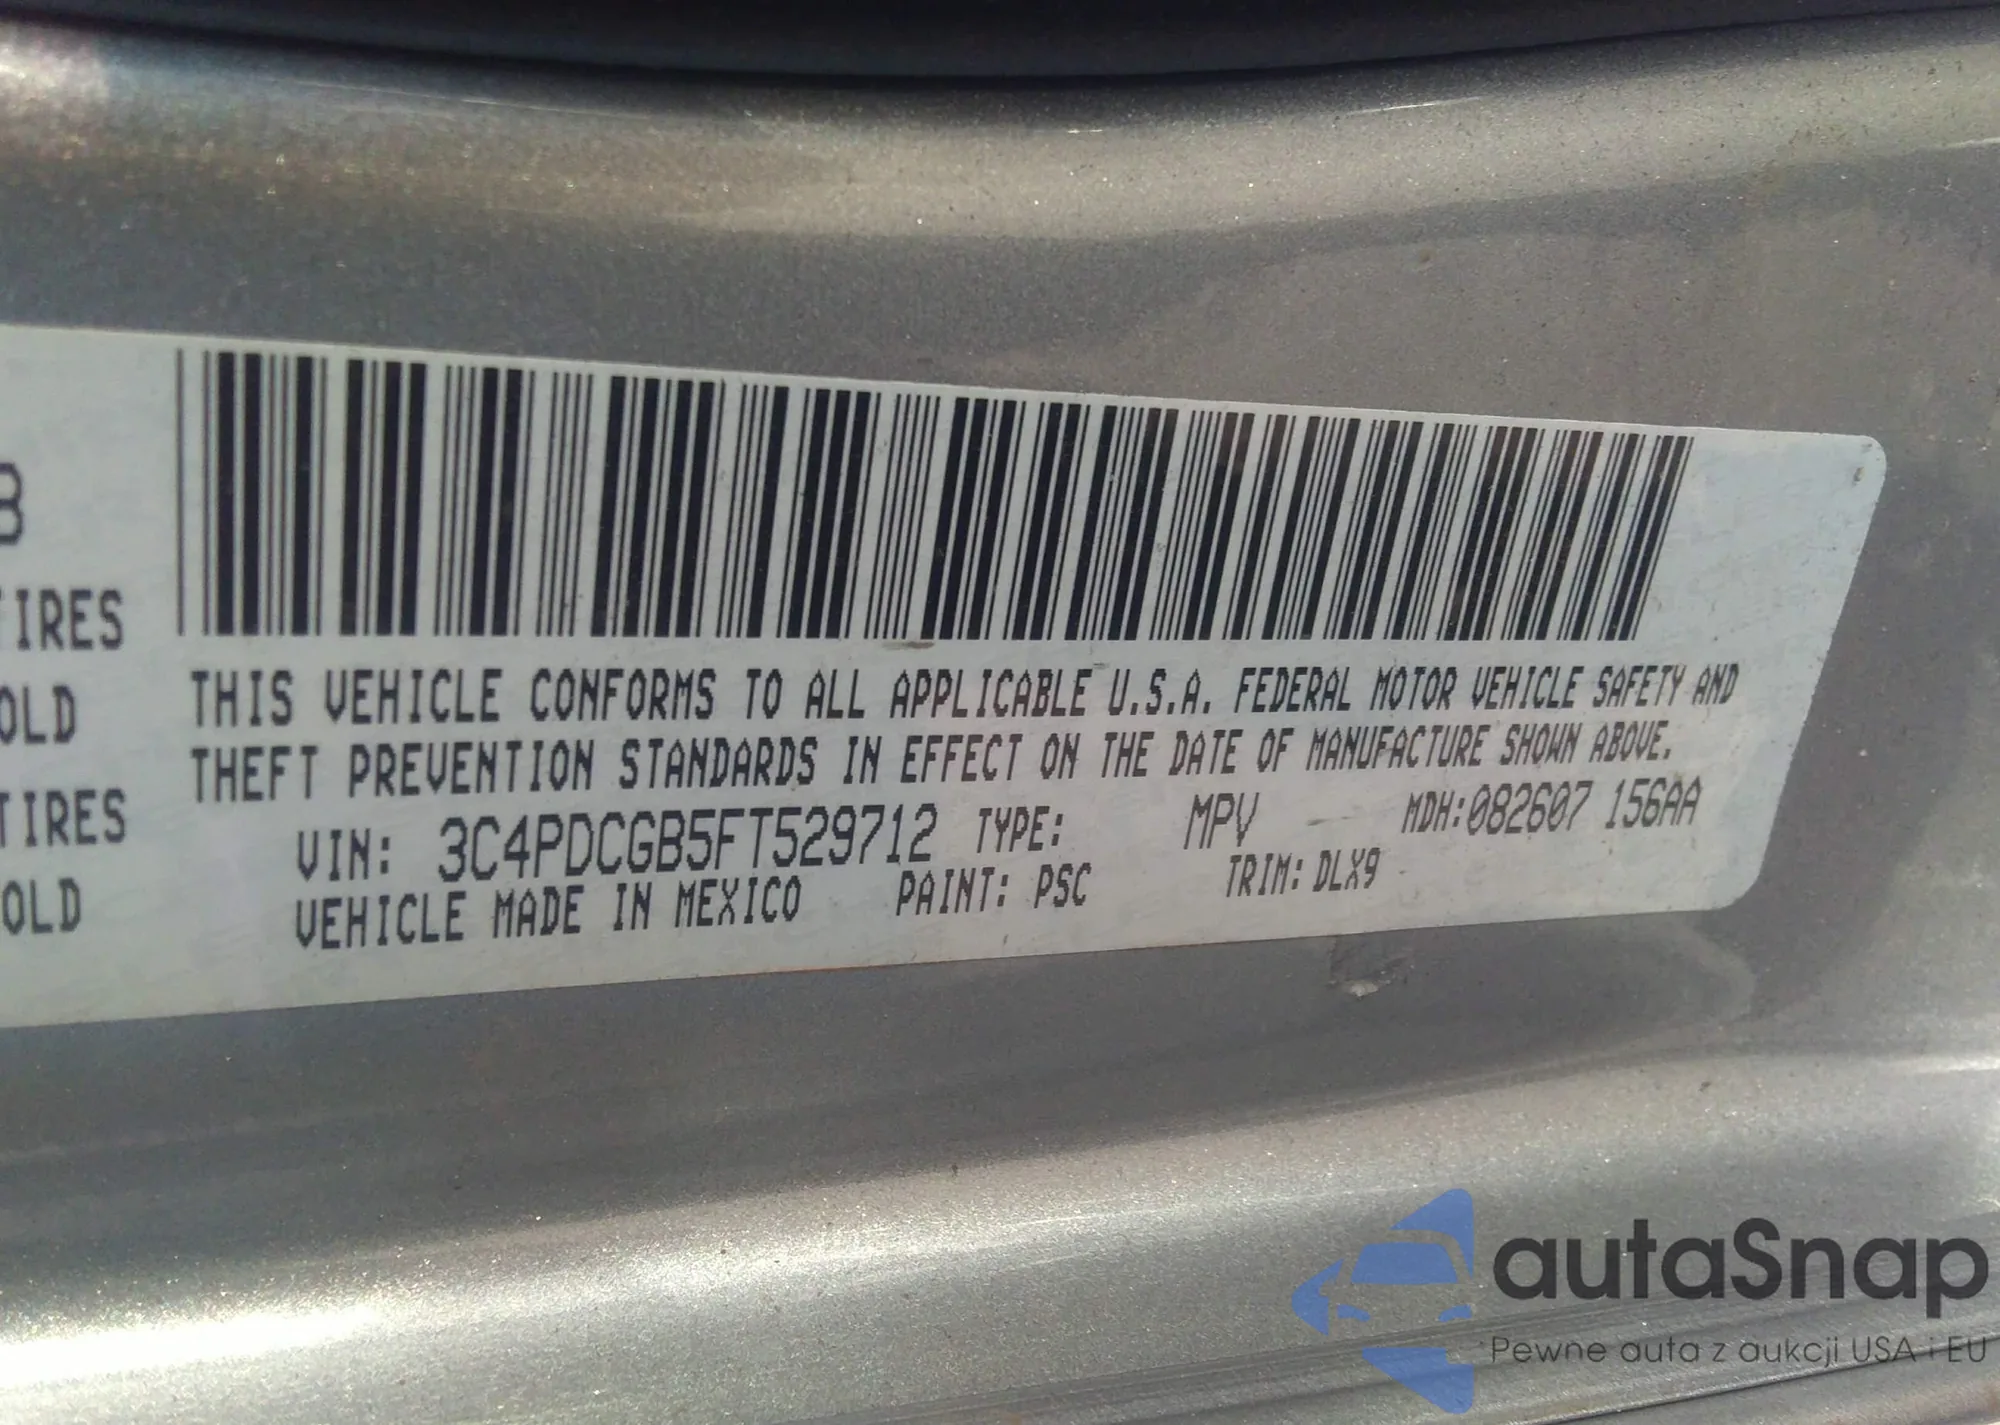 8
TIRES
OLD
TIRES
OLD
THIS VEHICLE CONFORMS TO ALL APPLICABLE U.S.A. FEDERAL MOTOR VEHICLE SAFETY AND
THEFT PREVENTION STANDARDS IN EFFECT ON THE DATE OF MANUFACTURE SHOWN ABOVE.
VIN: 3C4PDCGB5FT529712 TYPE: MPV MDH:082607 156AA
VEHICLE MADE IN MEXICO PAINT: PSC TRIM: DLX9
autaSnap
Pewne auta z aukcji USA i EU